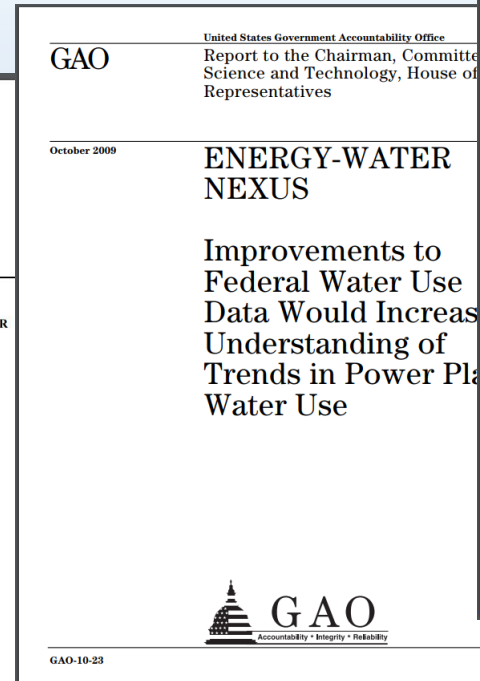 United States Government Accountability Office
GAO
Report to the Chairman, Committe
Science and Technology, House of
Representatives
October 2009
ENERGY-WATER
NEXUS
Improvements to
Federal Water Use
Data Would Increas
Understanding of
Trends in Power Pla
Water Use
R
GAO
Accountability * Integrity * Reliability
GAO-10-23